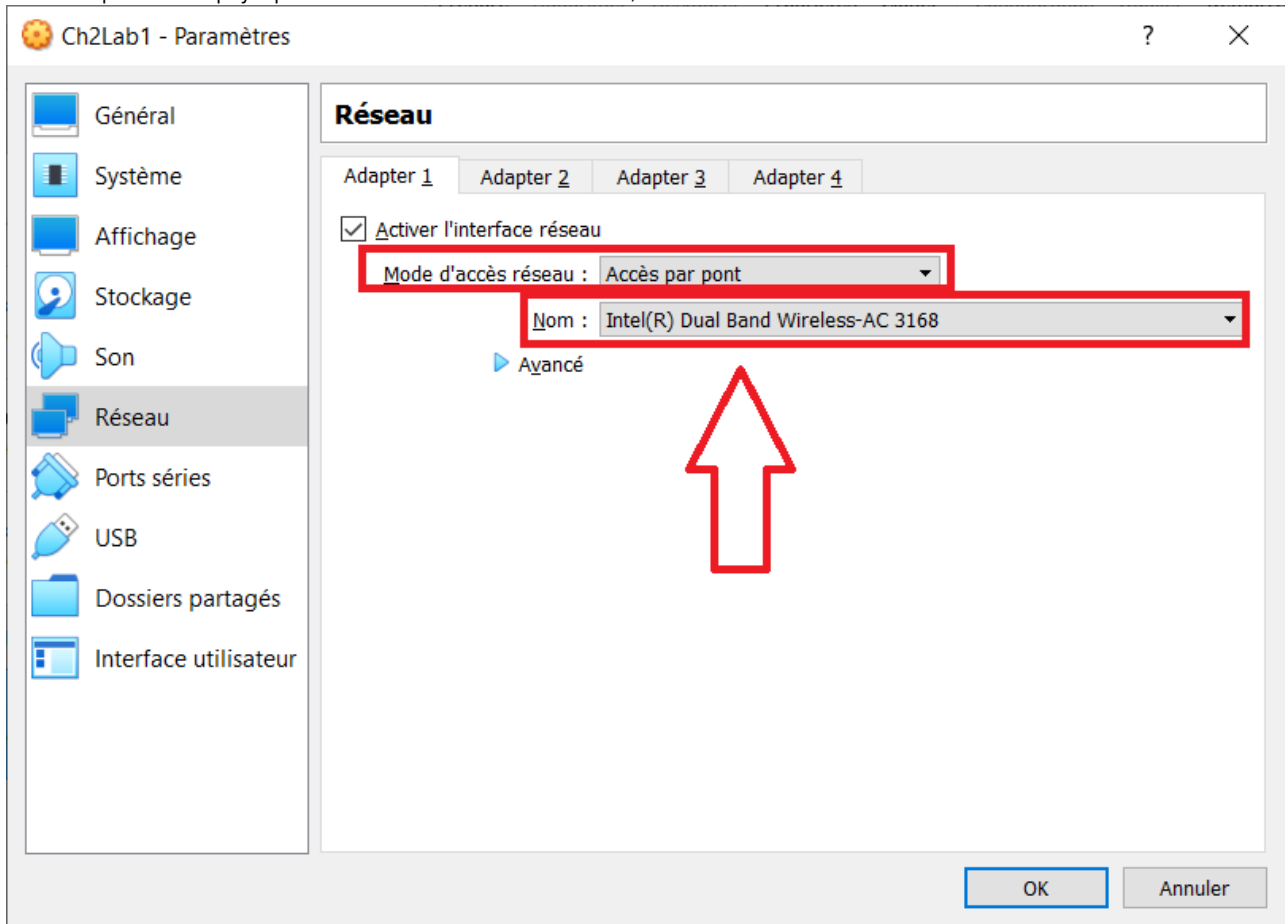 Ch2Lab1 - Paramètres
?
Général
Système
Affichage
Stockage
Son
Réseau
Ports séries
USB
Dossiers partagés
Interface utilisateur
Réseau
Adapter 1
Adapter 2
Adapter 3
Adapter 4
Activer l'interface réseau
Mode d'accès réseau : Accès par pont
Nom : Intel(R) Dual Band Wireless-AC 3168
Avancé
OK
Annuler